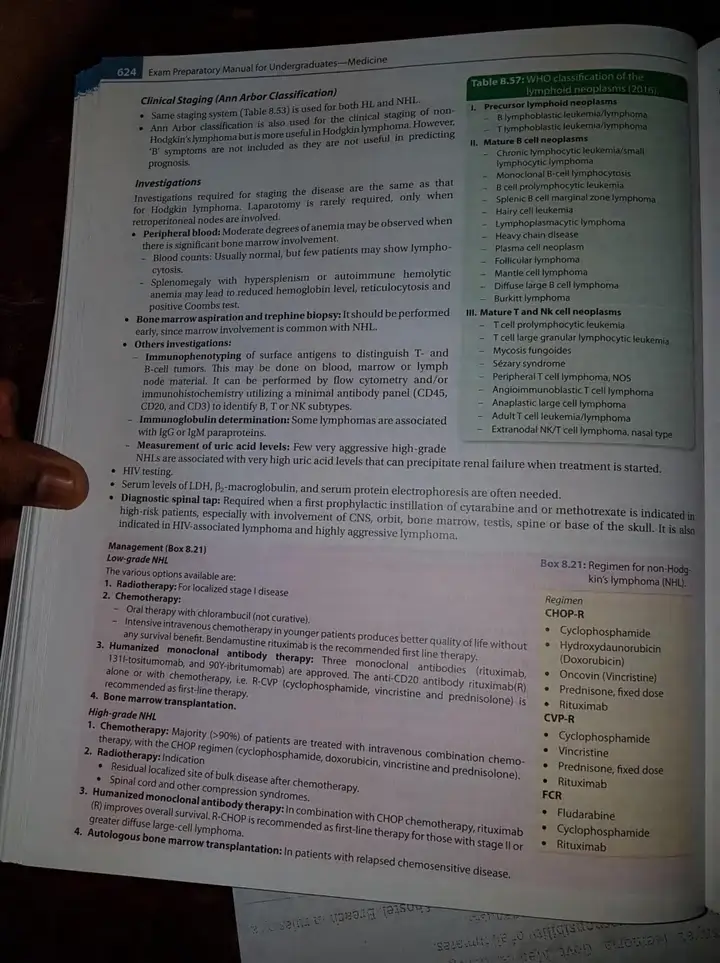 624 Exam Preparatory Manual for Undergraduates—Medicine
Clinical Staging (Ann Arbor Classification)
• Same staging system (Table 8.53) is used for both HL and NHL.
• Ann Arbor classification is also used for the clinical staging of non-
Hodgkin's lymphoma but is more useful in Hodgkin lymphoma. However,
'B' symptoms are not included as they are not useful in predicting
prognosis.
Investigations
Investigations required for staging the disease are the same as that
for Hodgkin lymphoma. Laparotomy is rarely required, only when
retroperitoneal nodes are involved.
• Peripheral blood: Moderate degrees of anemia may be observed when
there is significant bone marrow involvement.
– Blood counts: Usually normal, but few patients may show lympho-
cytosis.
– Splenomegaly with hypersplenism or autoimmune hemolytic
anemia may lead to reduced hemoglobin level, reticulocytosis and
positive Coombs test.
• Bone marrow aspiration and trephine biopsy: It should be performed
early, since marrow involvement is common with NHL.
• Others investigations:
– Immunophenotyping of surface antigens to distinguish T- and
B-cell tumors. This may be done on blood, marrow or lymph
node material. It can be performed by flow cytometry and/or
immunohistochemistry utilizing a minimal antibody panel (CD45,
CD20, and CD3) to identify B, T or NK subtypes.
– Immunoglobulin determination: Some lymphomas are associated
with IgG or IgM paraproteins.
– Measurement of uric acid levels: Few very aggressive high-grade
NHLs are associated with very high uric acid levels that can precipitate renal failure when treatment is started.
• HIV testing.
• Serum levels of LDH, β₂-macroglobulin, and serum protein electrophoresis are often needed.
• Diagnostic spinal tap: Required when a first prophylactic instillation of cytarabine and or methotrexate is indicated in
high-risk patients, especially with involvement of CNS, orbit, bone marrow, testis, spine or base of the skull. It is also
indicated in HIV-associated lymphoma and highly aggressive lymphoma.
Table 8.57: WHO classification of the
lymphoid neoplasms (2016).
I. Precursor lymphoid neoplasms
– B lymphoblastic leukemia/lymphoma
– T lymphoblastic leukemia/lymphoma
II. Mature B cell neoplasms
– Chronic lymphocytic leukemia/small
lymphocytic lymphoma
– Monoclonal B-cell lymphocytosis
– B cell prolymphocytic leukemia
– Splenic B cell marginal zone lymphoma
– Hairy cell leukemia
– Lymphoplasmacytic lymphoma
– Heavy chain disease
– Plasma cell neoplasm
– Follicular lymphoma
– Mantle cell lymphoma
– Diffuse large B cell lymphoma
– Burkitt lymphoma
III. Mature T and Nk cell neoplasms
– T cell prolymphocytic leukemia
– T cell large granular lymphocytic leukemia
– Mycosis fungoides
– Sézary syndrome
– Peripheral T cell lymphoma, NOS
– Angioimmunoblastic T cell lymphoma
– Anaplastic large cell lymphoma
– Adult T cell leukemia/lymphoma
– Extranodal NK/T cell lymphoma, nasal type
Management (Box 8.21)
Low-grade NHL
The various options available are:
1. Radiotherapy: For localized stage I disease
2. Chemotherapy:
– Oral therapy with chlorambucil (not curative).
– Intensive intravenous chemotherapy in younger patients produces better quality of life without
any survival benefit. Bendamustine rituximab is the recommended first line therapy.
3. Humanized monoclonal antibody therapy: Three monoclonal antibodies (rituximab,
131I-tositumomab, and 90Y-ibritumomab) are approved. The anti-CD20 antibody rituximab(R)
alone or with chemotherapy, i.e. R-CVP (cyclophosphamide, vincristine and prednisolone) is
recommended as first-line therapy.
4. Bone marrow transplantation.
High-grade NHL
1. Chemotherapy: Majority (>90%) of patients are treated with intravenous combination chemo-
therapy, with the CHOP regimen (cyclophosphamide, doxorubicin, vincristine and prednisolone).
2. Radiotherapy: Indication
• Residual localized site of bulk disease after chemotherapy.
• Spinal cord and other compression syndromes.
3. Humanized monoclonal antibody therapy: In combination with CHOP chemotherapy, rituximab
(R) improves overall survival. R-CHOP is recommended as first-line therapy for those with stage II or
greater diffuse large-cell lymphoma.
4. Autologous bone marrow transplantation: In patients with relapsed chemosensitive disease.
Box 8.21: Regimen for non-Hodg-
kin's lymphoma (NHL).
Regimen
CHOP-R
• Cyclophosphamide
• Hydroxydaunorubicin
(Doxorubicin)
• Oncovin (Vincristine)
• Prednisone, fixed dose
• Rituximab
CVP-R
• Cyclophosphamide
• Vincristine
• Prednisone, fixed dose
• Rituximab
FCR
• Fludarabine
• Cyclophosphamide
• Rituximab